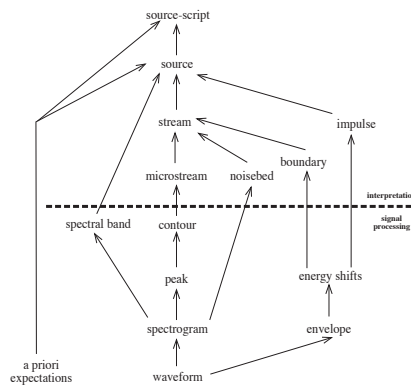 source-script
source
stream
impulse
boundary
microstream
noisebed
interpretation
signal
processing
spectral band
contour
peak
energy shifts
spectrogram
envelope
a priori
expectations
waveform